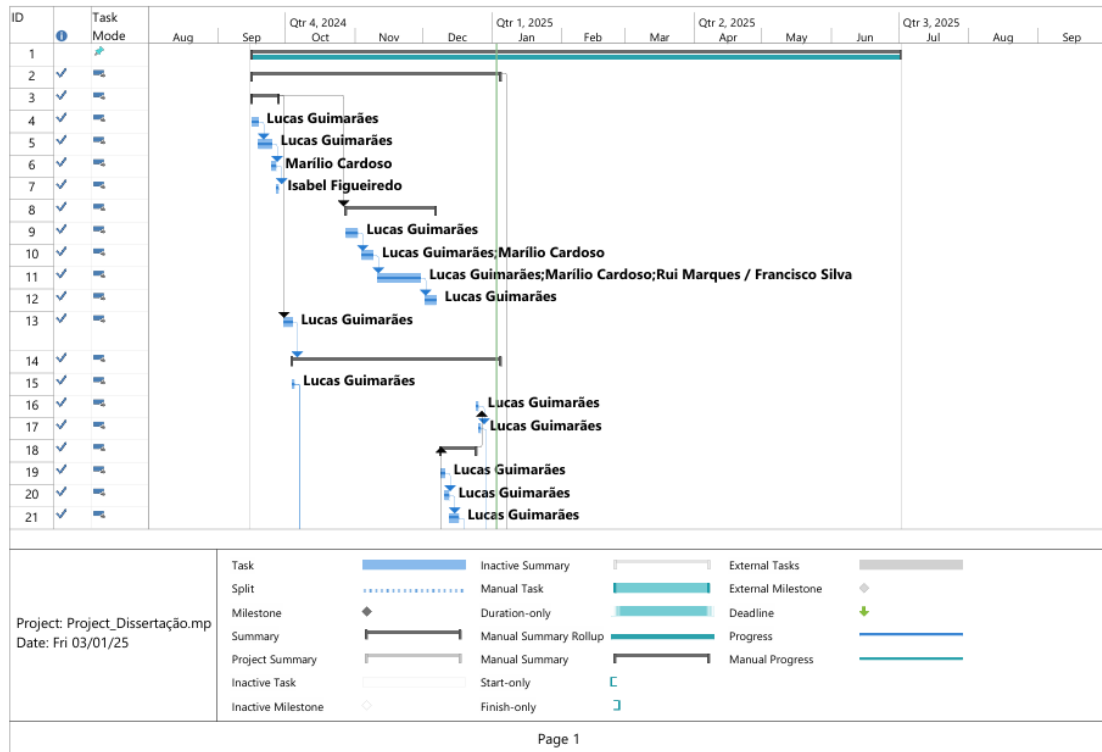 ID Task Mode Qtr 4, 2024 Qtr 1, 2025 Qtr 2, 2025 Qtr 3, 2025
Aug Sep Oct Nov Dec Jan Feb Mar Apr May Jun Jul Aug Sep
1
2
3
4 Lucas Guimarães
5 Lucas Guimarães
6 Marílio Cardoso
7 Isabel Figueiredo
8
9 Lucas Guimarães
10 Lucas Guimarães;Marílio Cardoso
11 Lucas Guimarães;Marílio Cardoso;Rui Marques / Francisco Silva
12 Lucas Guimarães
13 Lucas Guimarães
14
15 Lucas Guimarães
16 Lucas Guimarães
17 Lucas Guimarães
18
19 Lucas Guimarães
20 Lucas Guimarães
21 Lucas Guimarães
Project: Project_Dissertação.mp
Date: Fri 03/01/25
Task Inactive Summary External Tasks
Split Manual Task External Milestone
Milestone Duration-only Deadline
Summary Manual Summary Rollup Progress
Project Summary Manual Summary Manual Progress
Inactive Task Start-only
Inactive Milestone Finish-only
Page 1